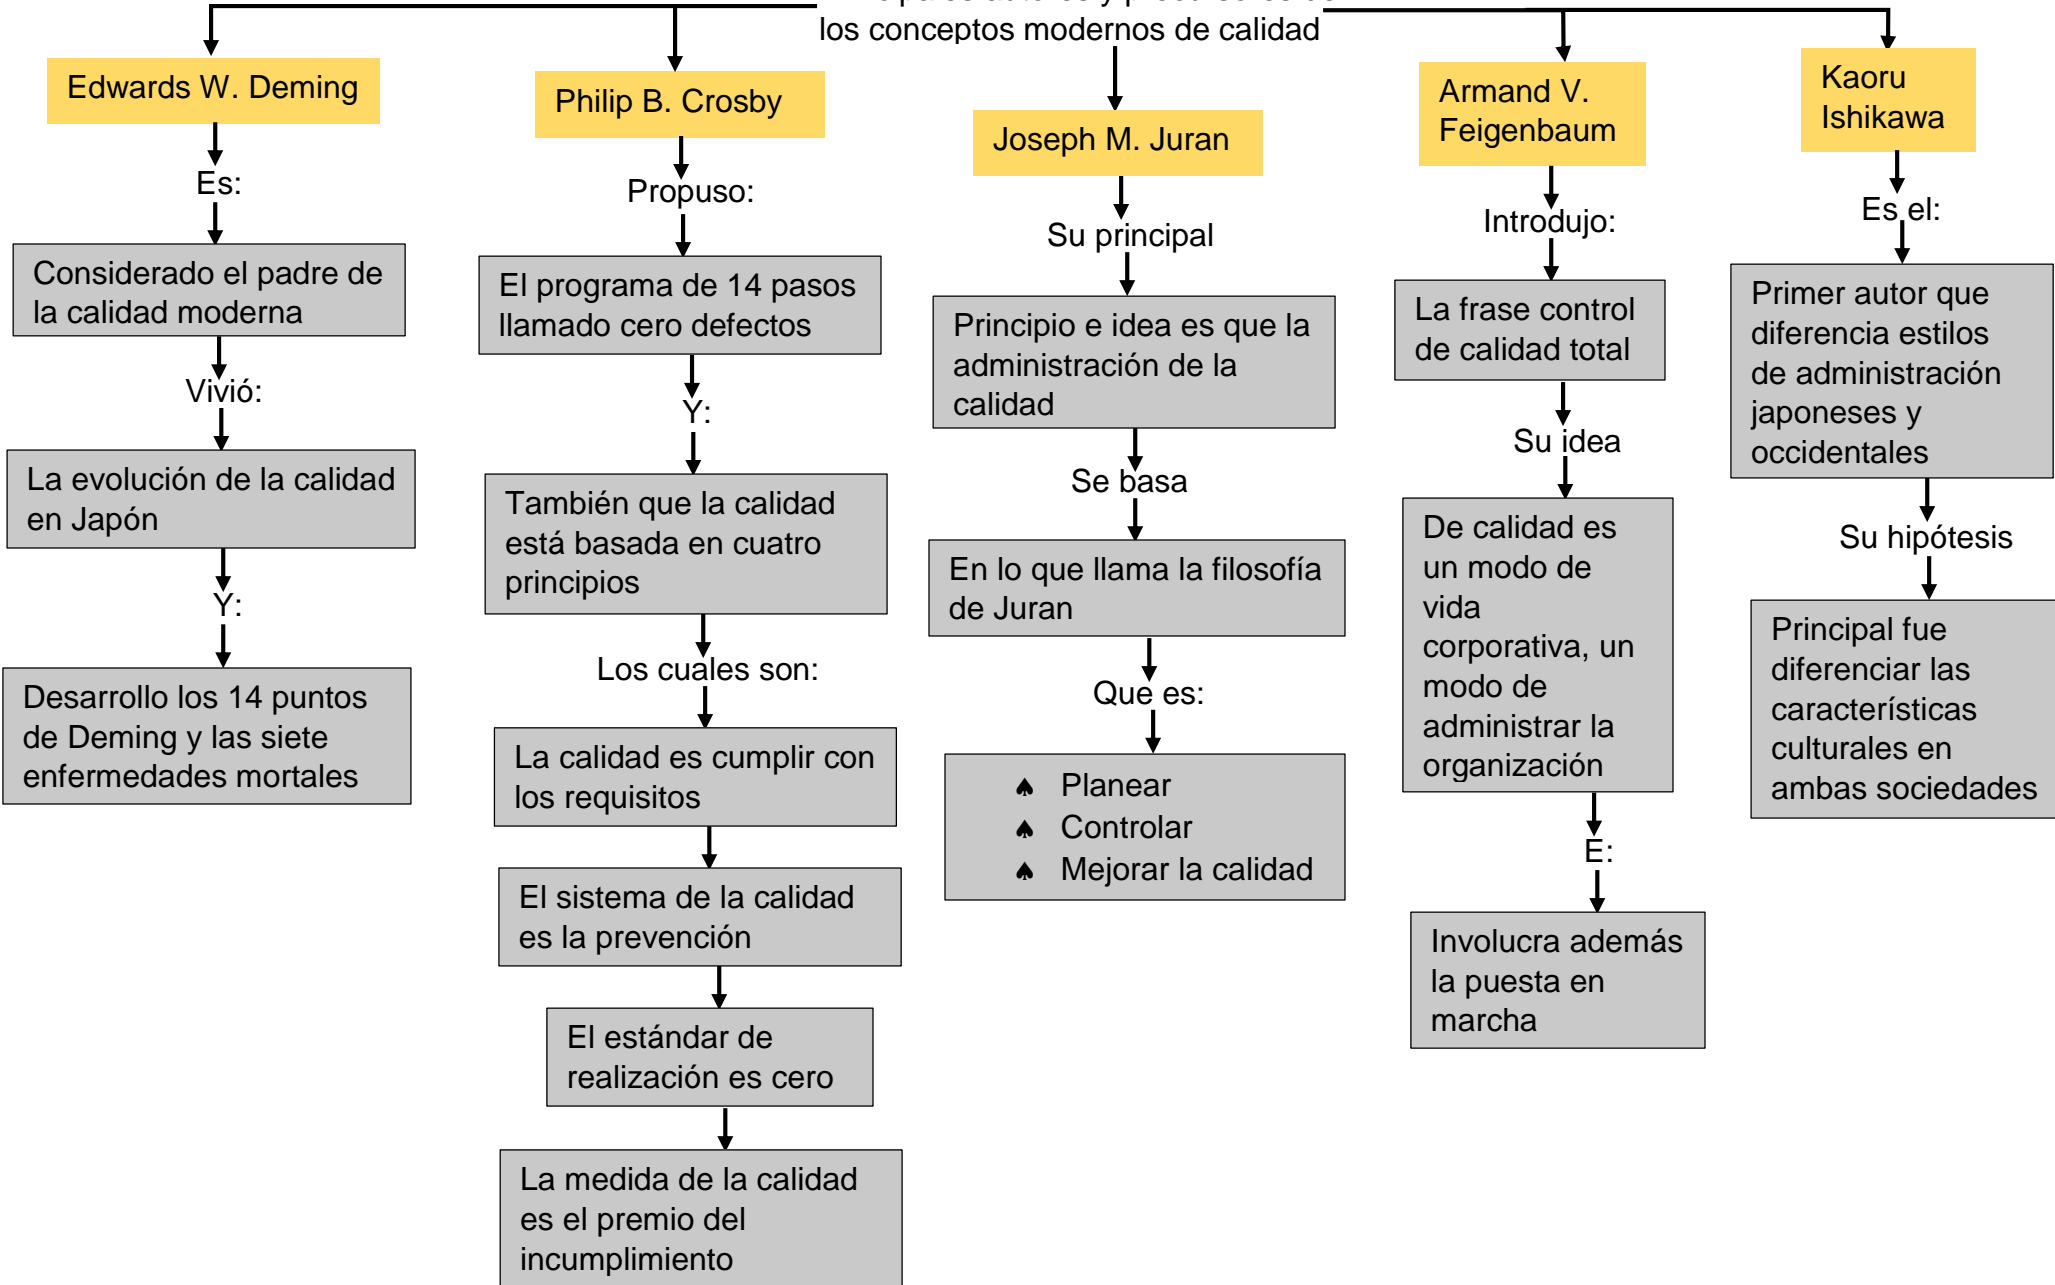 los conceptos modernos de calidad
Edwards W. Deming
Es:
Considerado el padre de
la calidad moderna
Vivió:
La evolución de la calidad
en Japón
Y:
Desarrollo los 14 puntos
de Deming y las siete
enfermedades mortales
Philip B. Crosby
Propuso:
El programa de 14 pasos
llamado cero defectos
Y:
También que la calidad
está basada en cuatro
principios
Los cuales son:
La calidad es cumplir con
los requisitos
El sistema de la calidad
es la prevención
El estándar de
realización es cero
La medida de la calidad
es el premio del
incumplimiento
Joseph M. Juran
Su principal
Principio e idea es que la
administración de la
calidad
Se basa
En lo que llama la filosofía
de Juran
Que es:
♠ Planear
♠ Controlar
♠ Mejorar la calidad
Armand V.
Feigenbaum
Introdujo:
La frase control
de calidad total
Su idea
De calidad es
un modo de
vida
corporativa, un
modo de
administrar la
organización
E:
Involucra además
la puesta en
marcha
Kaoru
Ishikawa
Es el:
Primer autor que
diferencia estilos
de administración
japoneses y
occidentales
Su hipótesis
Principal fue
diferenciar las
características
culturales en
ambas sociedades